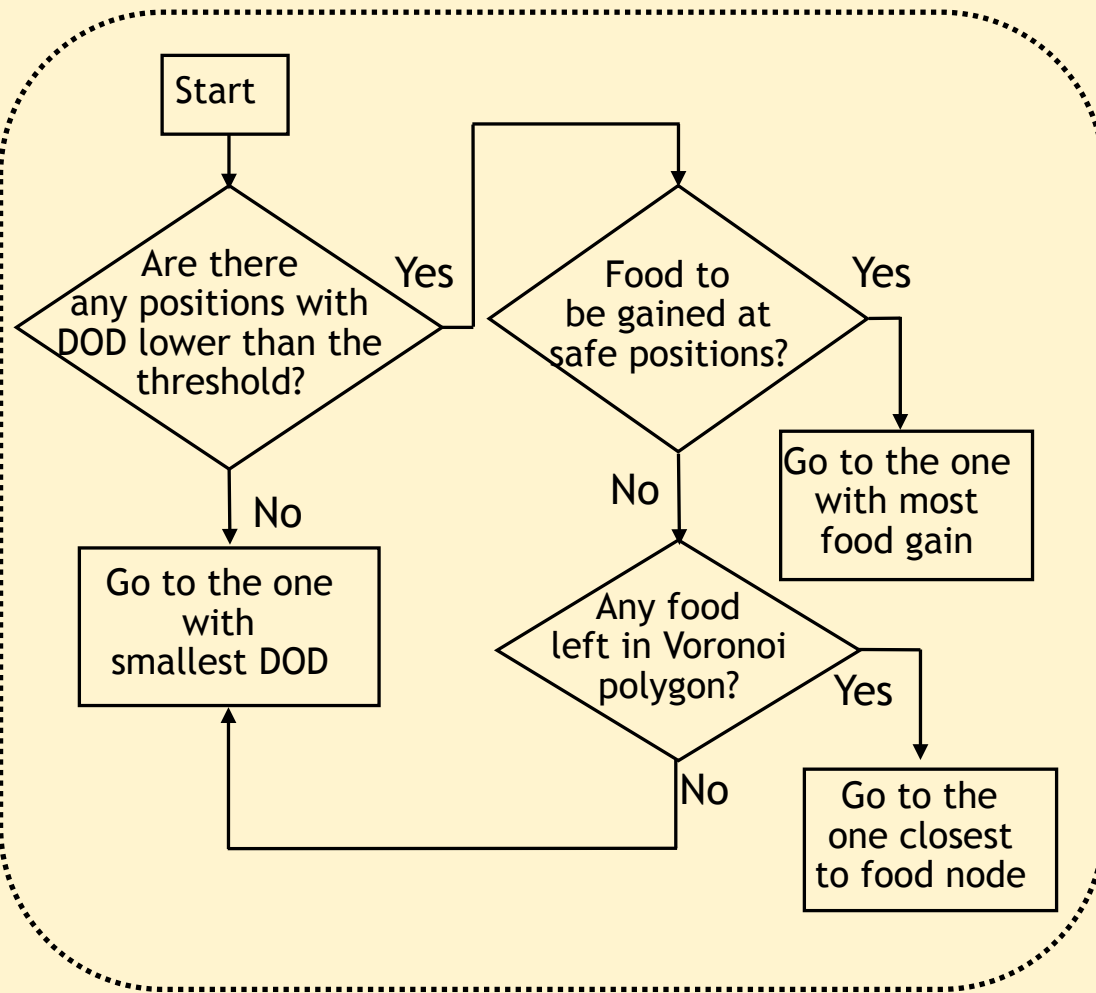 Start
Are there
any positions with
DOD lower than the
threshold?
Yes
No
Go to the one
with
smallest DOD
Food to
be gained at
safe positions?
Yes
No
Go to the one
with most
food gain
Any food
left in Voronoi
polygon?
Yes
No
Go to the
one closest
to food node